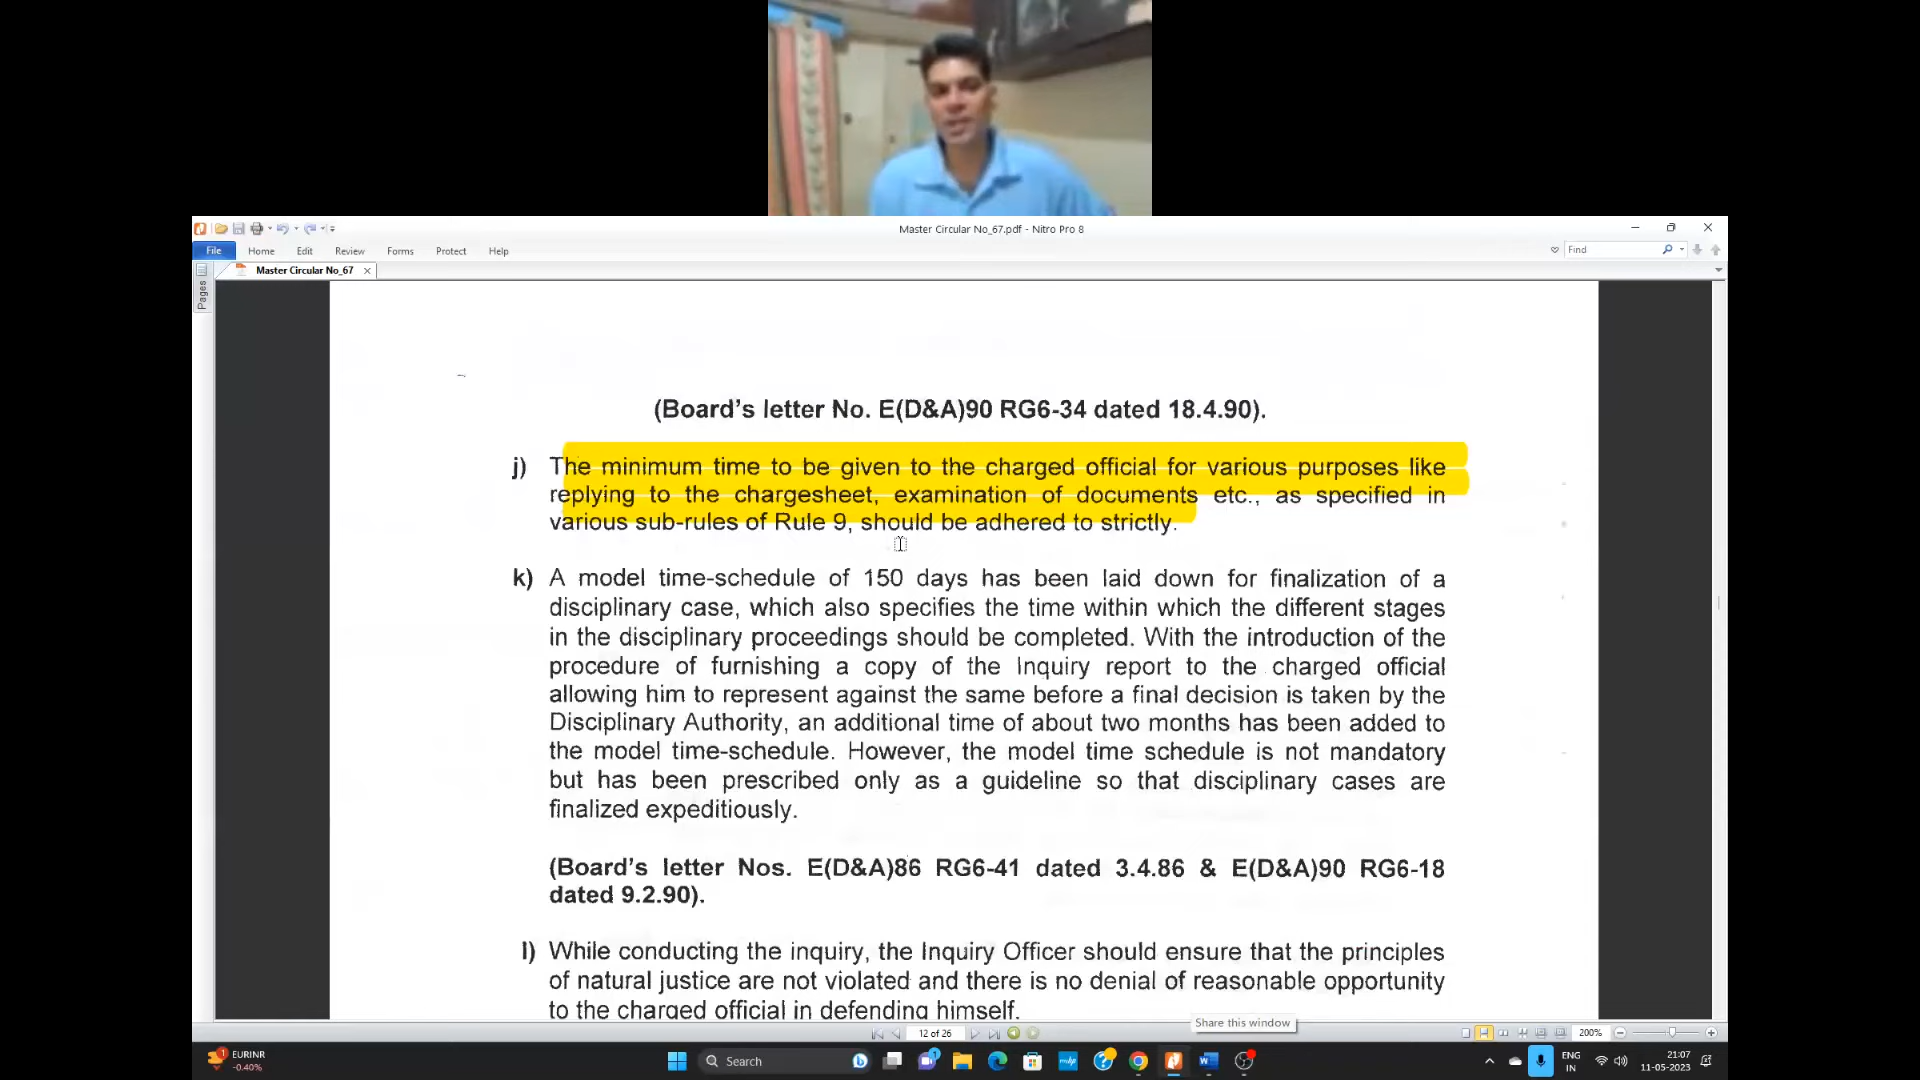 Master Circular No_67.pdf - Nitro Pro 8
File Home Edit Review Forms Protect Help
Find
Master Circular No_67
Pages
(Board's letter No. E(D&A)90 RG6-34 dated 18.4.90).
j) The minimum time to be given to the charged official for various purposes like
replying to the chargesheet, examination of documents etc., as specified in
various sub-rules of Rule 9, should be adhered to strictly.
k) A model time-schedule of 150 days has been laid down for finalization of a
disciplinary case, which also specifies the time within which the different stages
in the disciplinary proceedings should be completed. With the introduction of the
procedure of furnishing a copy of the Inquiry report to the charged official
allowing him to represent against the same before a final decision is taken by the
Disciplinary Authority, an additional time of about two months has been added to
the model time-schedule. However, the model time schedule is not mandatory
but has been prescribed only as a guideline so that disciplinary cases are
finalized expeditiously.
(Board's letter Nos. E(D&A)86 RG6-41 dated 3.4.86 & E(D&A)90 RG6-18
dated 9.2.90).
l) While conducting the inquiry, the Inquiry Officer should ensure that the principles
of natural justice are not violated and there is no denial of reasonable opportunity
to the charged official in defending himself.
Share this window
12 of 26
200%
EURINR
-0.40%
Search
ENG
IN
21:07
11-05-2023